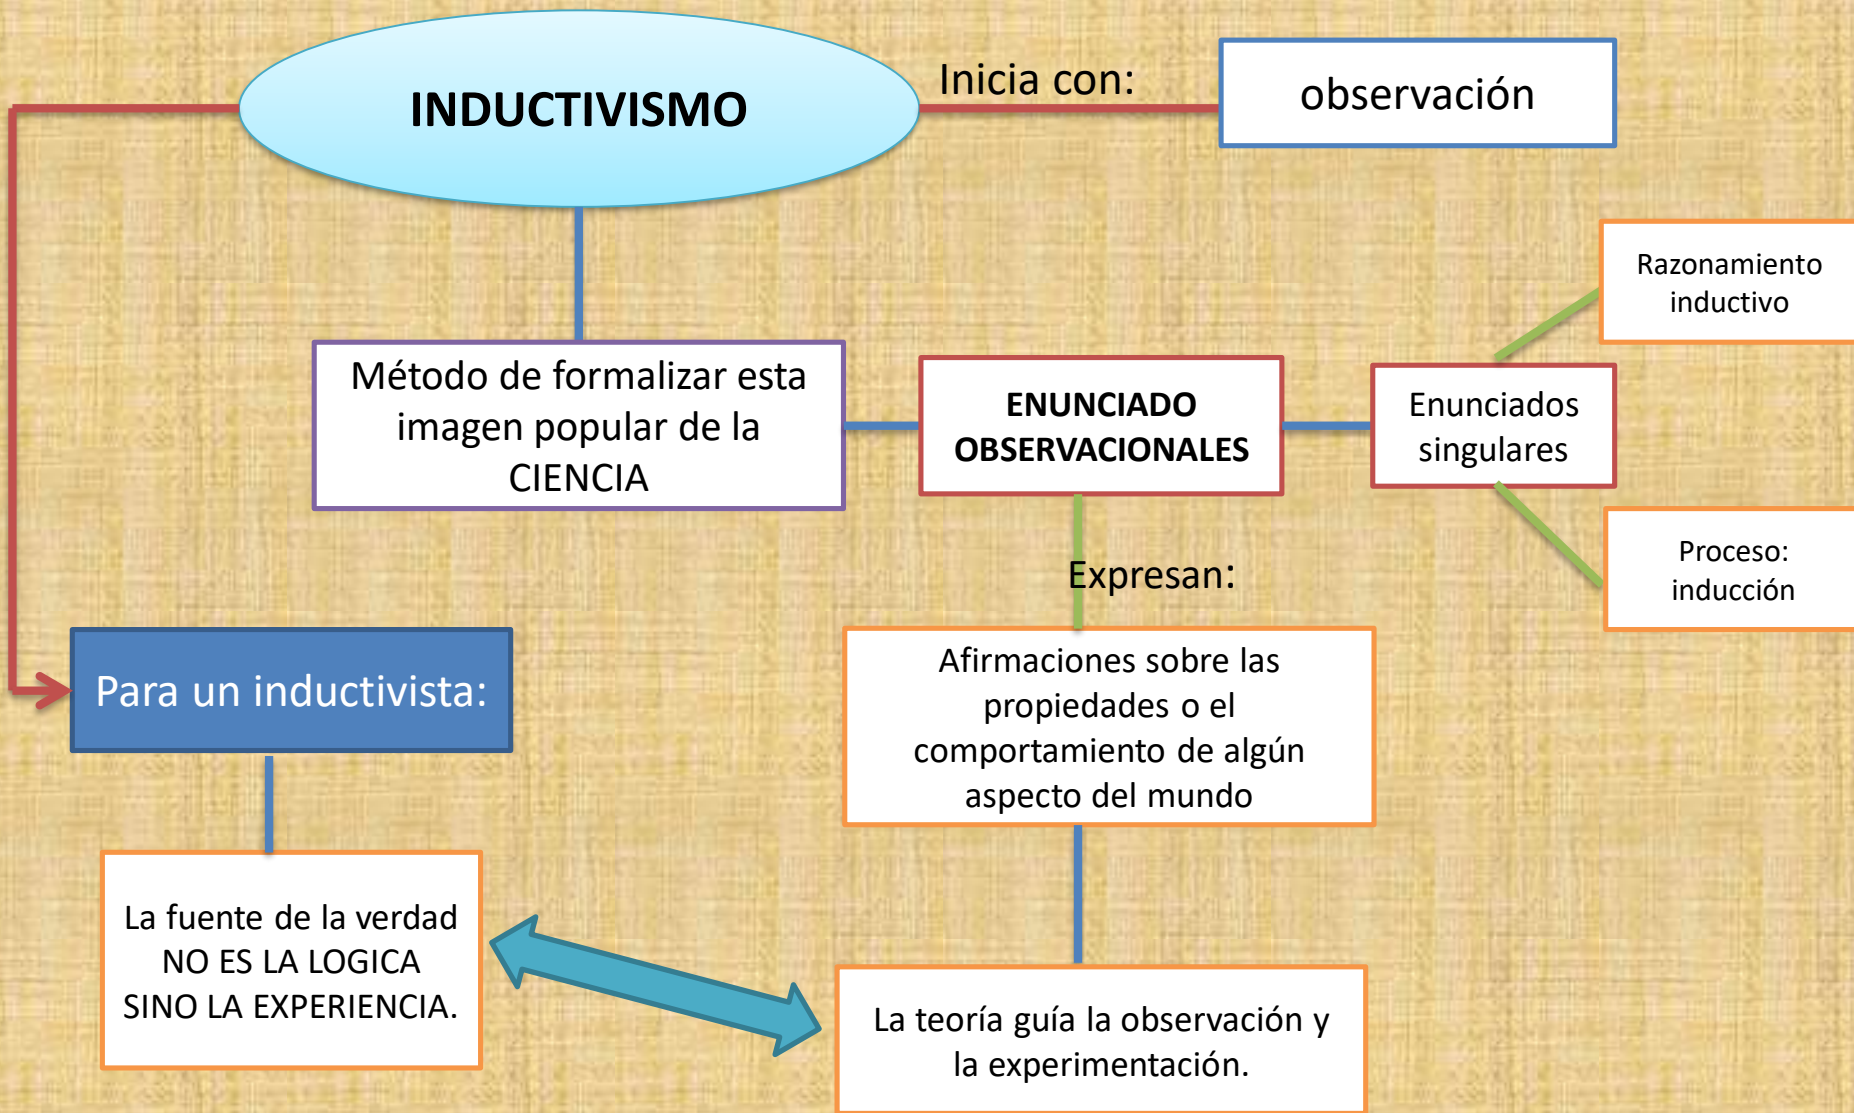 INDUCTIVISMO
Inicia con:
observación
Razonamiento
inductivo
Método de formalizar esta
imagen popular de la
CIENCIA
ENUNCIADO
OBSERVACIONALES
Enunciados
singulares
Proceso:
inducción
Expresan:
Para un inductivista:
Afirmaciones sobre las
propiedades o el
comportamiento de algún
aspecto del mundo
La fuente de la verdad
NO ES LA LOGICA
SINO LA EXPERIENCIA.
La teoría guía la observación y
la experimentación.